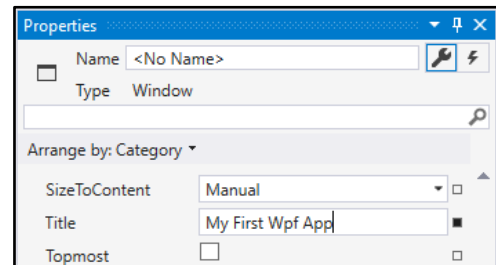 Properties
Name <No Name>
Type Window
Arrange by: Category
SizeToContent Manual
Title My First Wpf App
Topmost